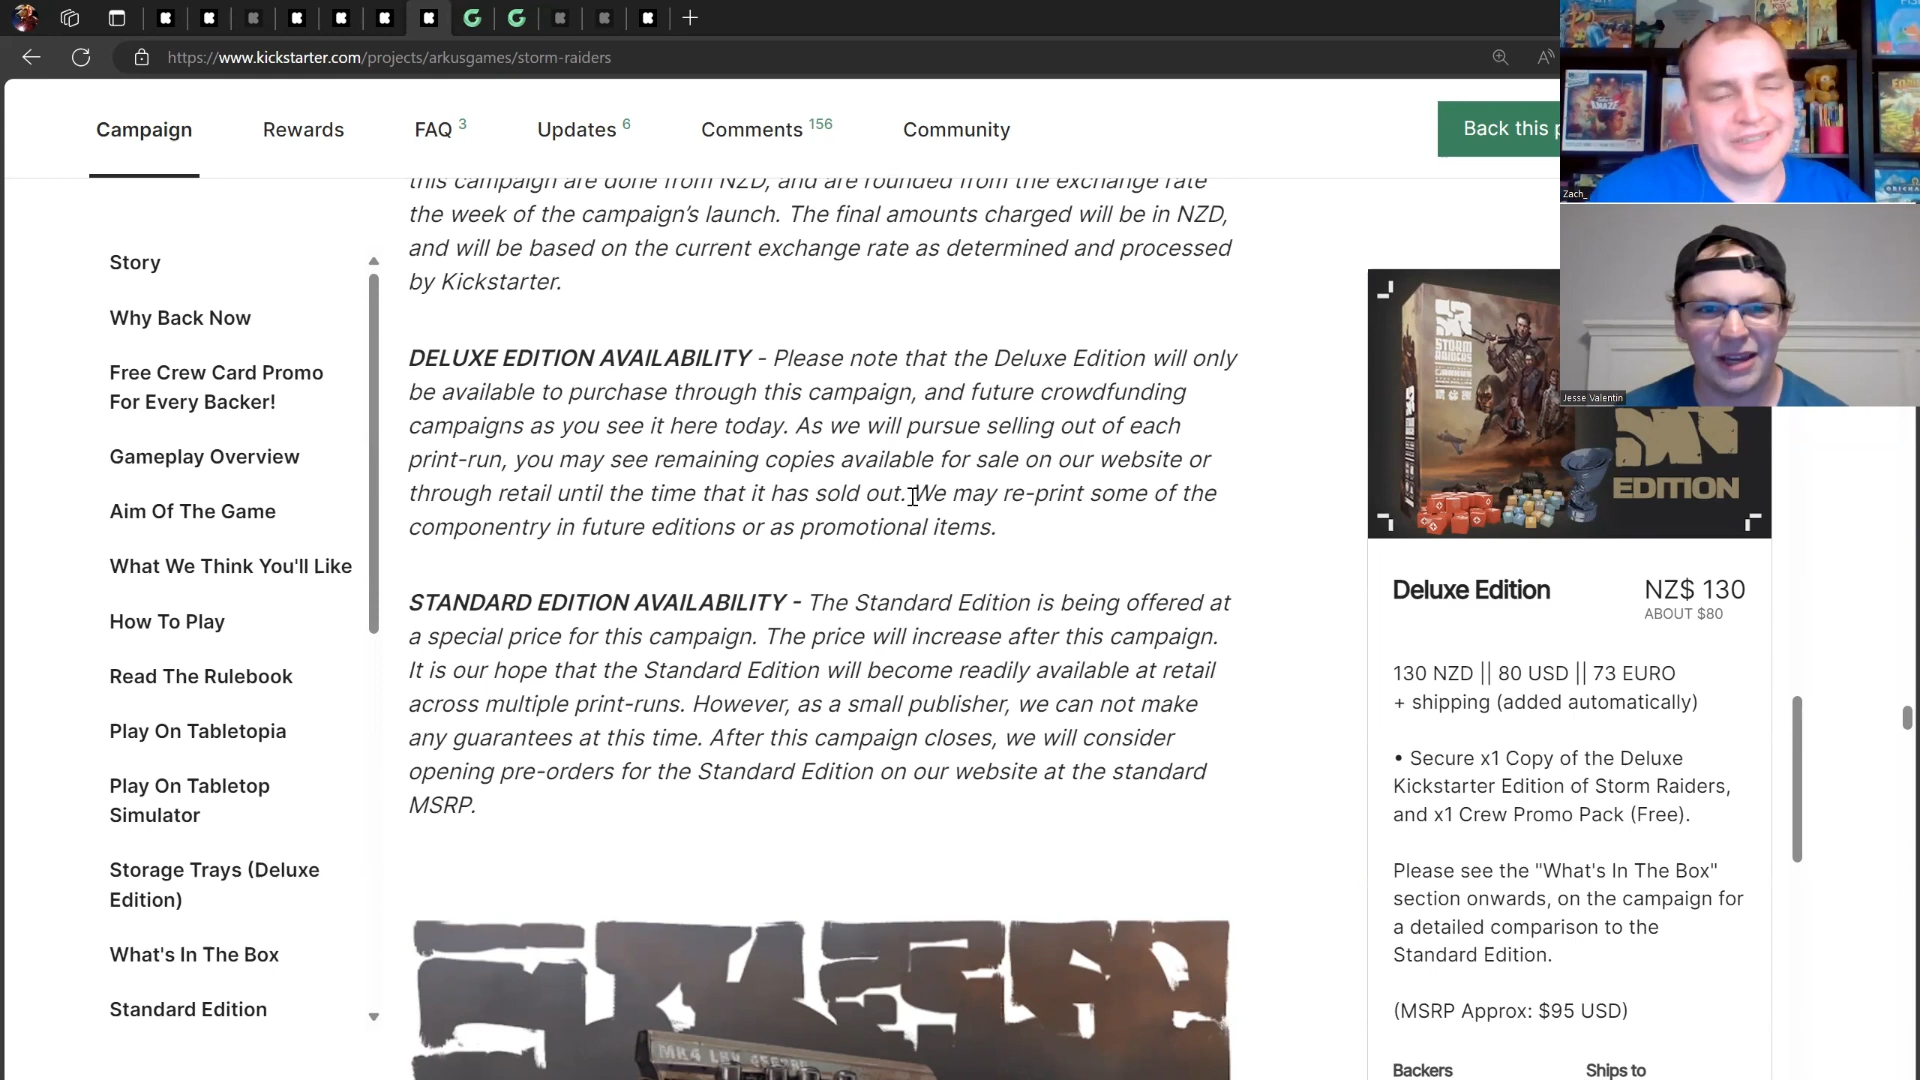 https://www.kickstarter.com/projects/arkusgames/storm-raiders
Campaign
Rewards
FAQ 3
Updates 6
Comments 156
Community
Back this p
Zach_
Jesse Valentin
Story
Why Back Now
Free Crew Card Promo
For Every Backer!
Gameplay Overview
Aim Of The Game
What We Think You'll Like
How To Play
Read The Rulebook
Play On Tabletopia
Play On Tabletop
Simulator
Storage Trays (Deluxe
Edition)
What's In The Box
Standard Edition
this campaign are done from NZD, and are rounded from the exchange rate
the week of the campaign's launch. The final amounts charged will be in NZD,
and will be based on the current exchange rate as determined and processed
by Kickstarter.
DELUXE EDITION AVAILABILITY - Please note that the Deluxe Edition will only
be available to purchase through this campaign, and future crowdfunding
campaigns as you see it here today. As we will pursue selling out of each
print-run, you may see remaining copies available for sale on our website or
through retail until the time that it has sold out. We may re-print some of the
componentry in future editions or as promotional items.
STANDARD EDITION AVAILABILITY - The Standard Edition is being offered at
a special price for this campaign. The price will increase after this campaign.
It is our hope that the Standard Edition will become readily available at retail
across multiple print-runs. However, as a small publisher, we can not make
any guarantees at this time. After this campaign closes, we will consider
opening pre-orders for the Standard Edition on our website at the standard
MSRP.
STORM
RAIDERS
EDITION
Deluxe Edition
NZ$ 130
ABOUT $80
130 NZD || 80 USD || 73 EURO
+ shipping (added automatically)
• Secure x1 Copy of the Deluxe
Kickstarter Edition of Storm Raiders,
and x1 Crew Promo Pack (Free).
Please see the "What's In The Box"
section onwards, on the campaign for
a detailed comparison to the
Standard Edition.
(MSRP Approx: $95 USD)
Backers
Ships to